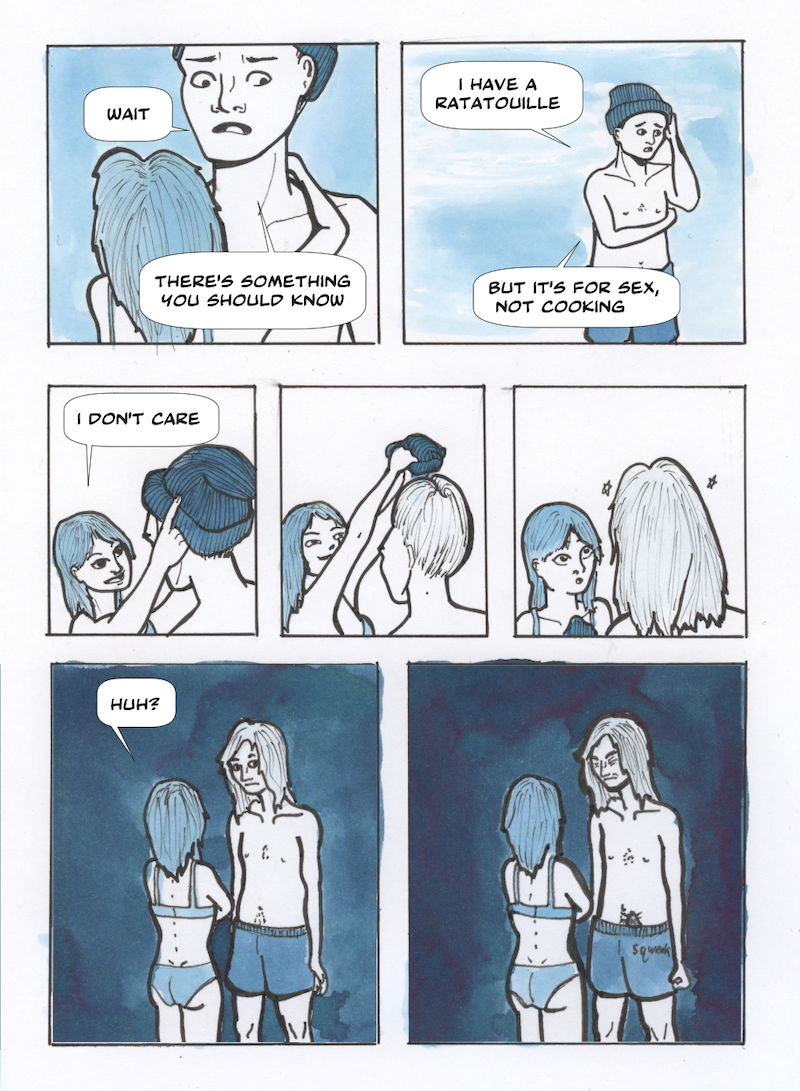 WAIT
THERE'S SOMETHING
YOU SHOULD KNOW
I HAVE A
RATATOUILLE
BUT IT'S FOR SEX,
NOT COOKING
I DON'T CARE
HUH?
squeak